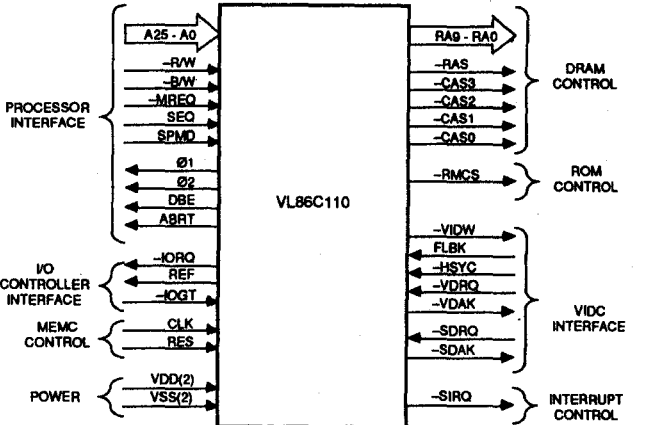 PROCESSOR
INTERFACE
A25 - A0
–R/W
–B/W
–MREQ
SEQ
SPMD
Ø1
Ø2
DBE
ABRT
I/O
CONTROLLER
INTERFACE
–IORQ
REF
–IOGT
MEMC
CONTROL
CLK
RES
POWER
VDD(2)
VSS(2)
VL86C110
RA9 - RA0
–RAS
–CAS3
–CAS2
–CAS1
–CAS0
DRAM
CONTROL
–RMCS
ROM
CONTROL
–VIDW
FLBK
–HSYC
–VDRQ
–VDAK
–SDRQ
–SDAK
VIDC
INTERFACE
–SIRQ
INTERRUPT
CONTROL